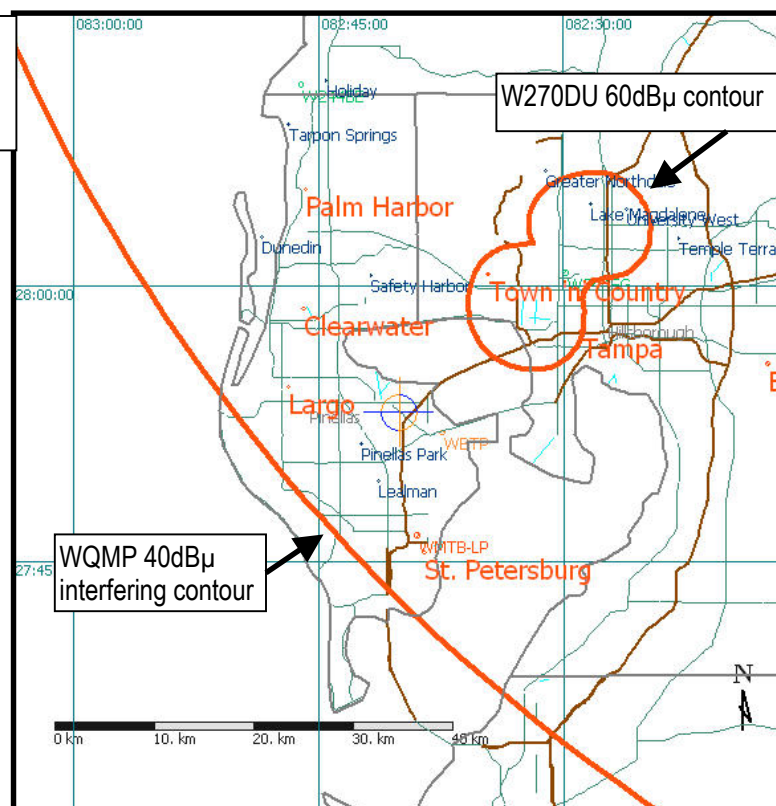 083:00:00
082:45:00
082:30:00
Holiday
W270DU 60dBµ contour
Tarpon Springs
Palm Harbor
Lake Magdalene
University West
Dunedin
Temple Terra
Safety Harbor
28:00:00
Town 'n' Country
Clearwater
Hillsborough
Tampa
Largo
Pinellas
WBTP
Pinellas Park
Lealman
WMTB-LP
WQMP 40dBµ
interfering contour
27:45
St. Petersburg
N
0 km
10. km
20. km
30. km
40 km